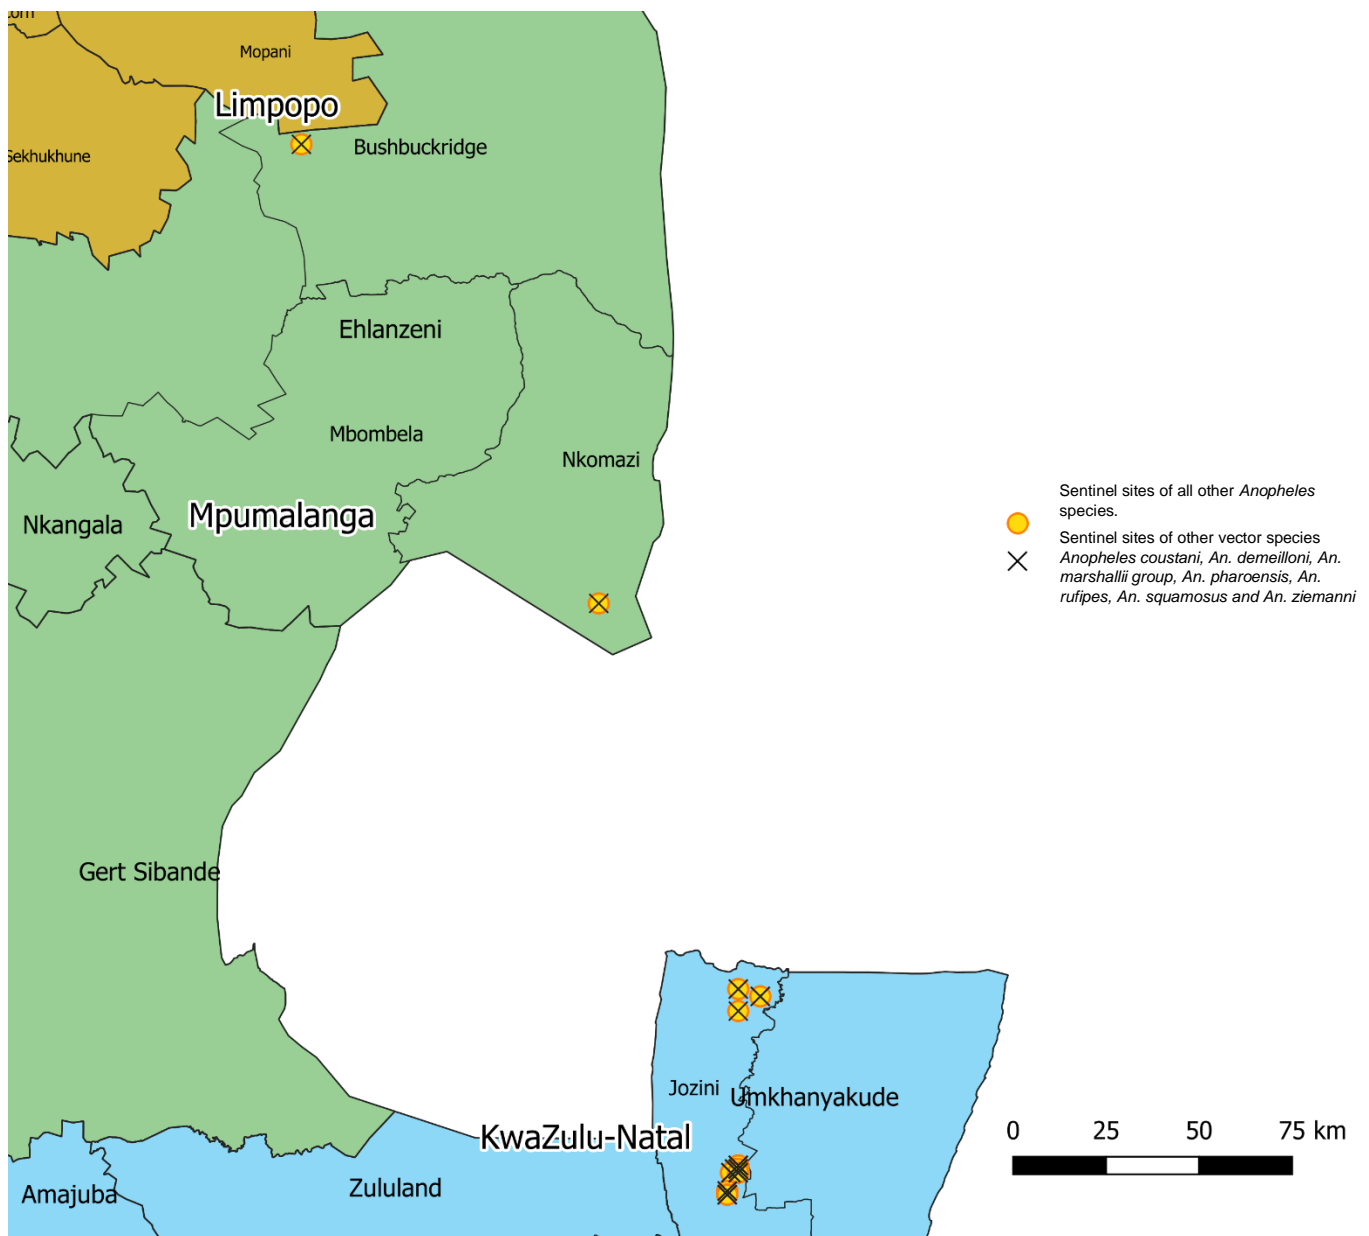 Mopani
Limpopo
Sekhukhune
Bushbuckridge
Ehlanzeni
Mbombela
Nkomazi
Mpumalanga
Nkangala
Sentinel sites of all other Anopheles
species.
Sentinel sites of other vector species
Anopheles coustani, An. demeilloni, An.
marshallii group, An. pharoensis, An.
rufipes, An. squamosus and An. ziemanni
Gert Sibande
Jozini
Umkhanyakude
KwaZulu-Natal
0 25 50 75 km
Amajuba
Zululand